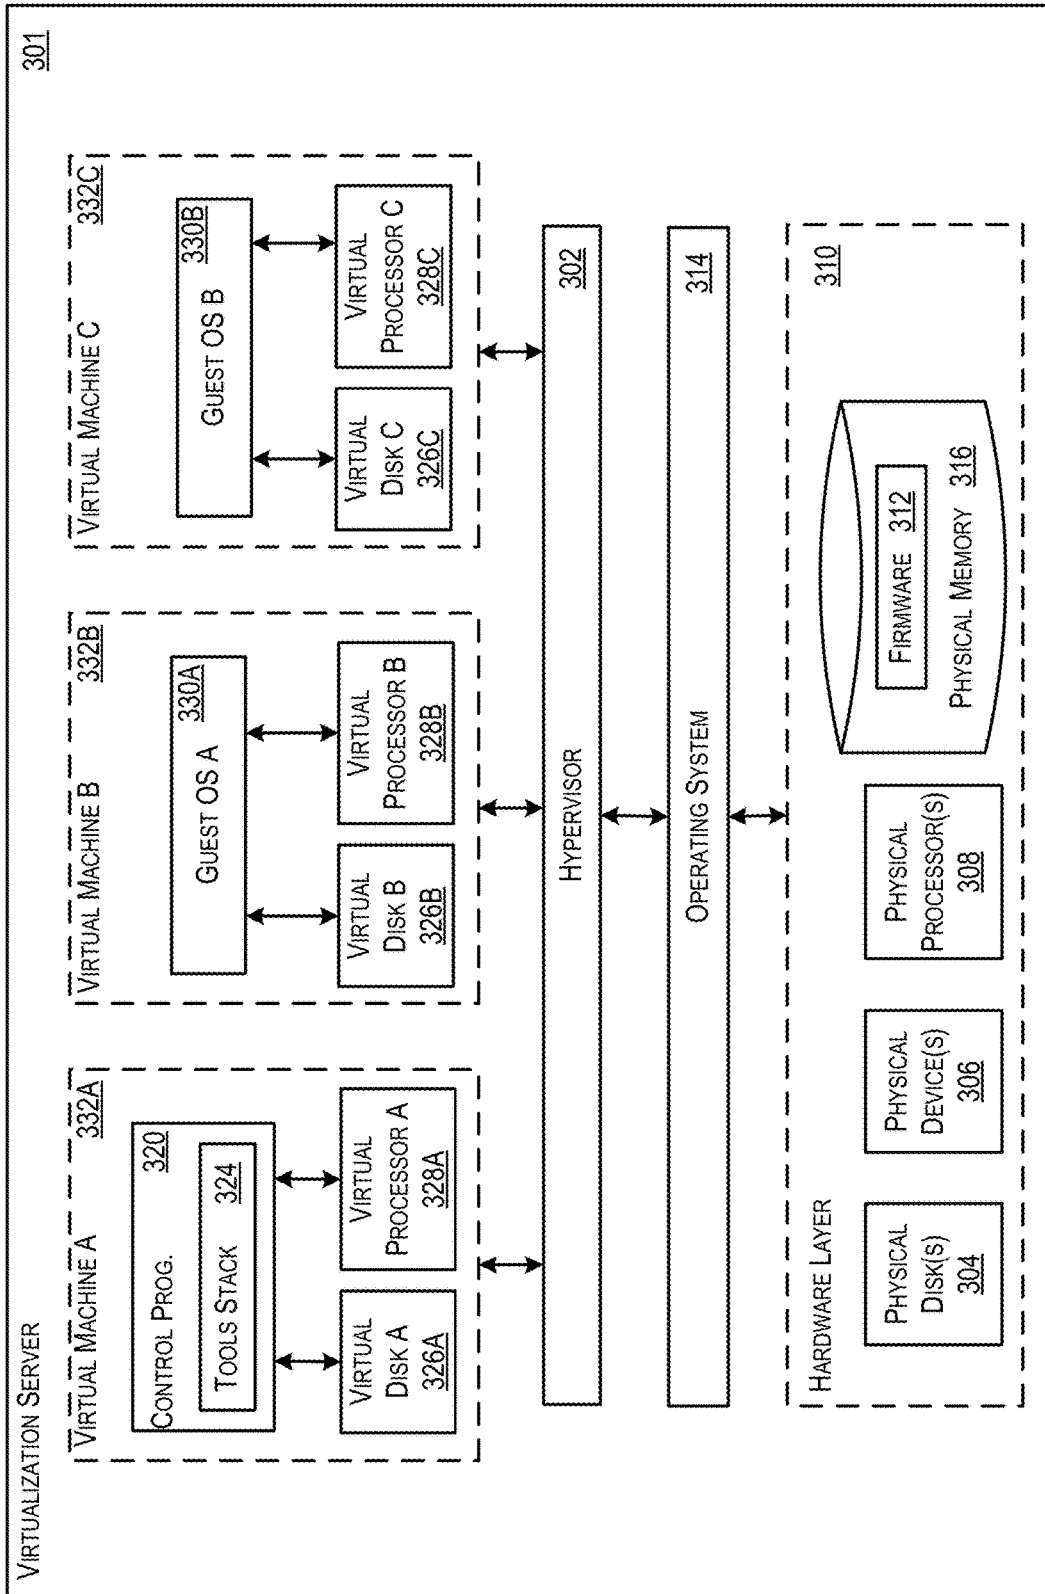 VIRTUALIZATION SERVER
301
VIRTUAL MACHINE A
332A
CONTROL PROG.
320
TOOLS STACK
324
VIRTUAL
DISK A
326A
VIRTUAL
PROCESSOR A
328A
VIRTUAL MACHINE B
332B
GUEST OS A
330A
VIRTUAL
DISK B
326B
VIRTUAL
PROCESSOR B
328B
VIRTUAL MACHINE C
332C
GUEST OS B
330B
VIRTUAL
DISK C
326C
VIRTUAL
PROCESSOR C
328C
HYPERVISOR
302
OPERATING SYSTEM
314
HARDWARE LAYER
310
PHYSICAL
DISK(S)
304
PHYSICAL
DEVICE(S)
306
PHYSICAL
PROCESSOR(S)
308
FIRMWARE 312
PHYSICAL MEMORY 316